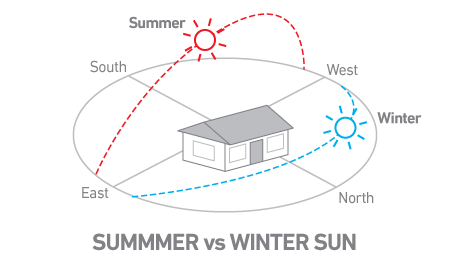 Summer
South
West
Winter
East
North
SUMMMER vs WINTER SUN